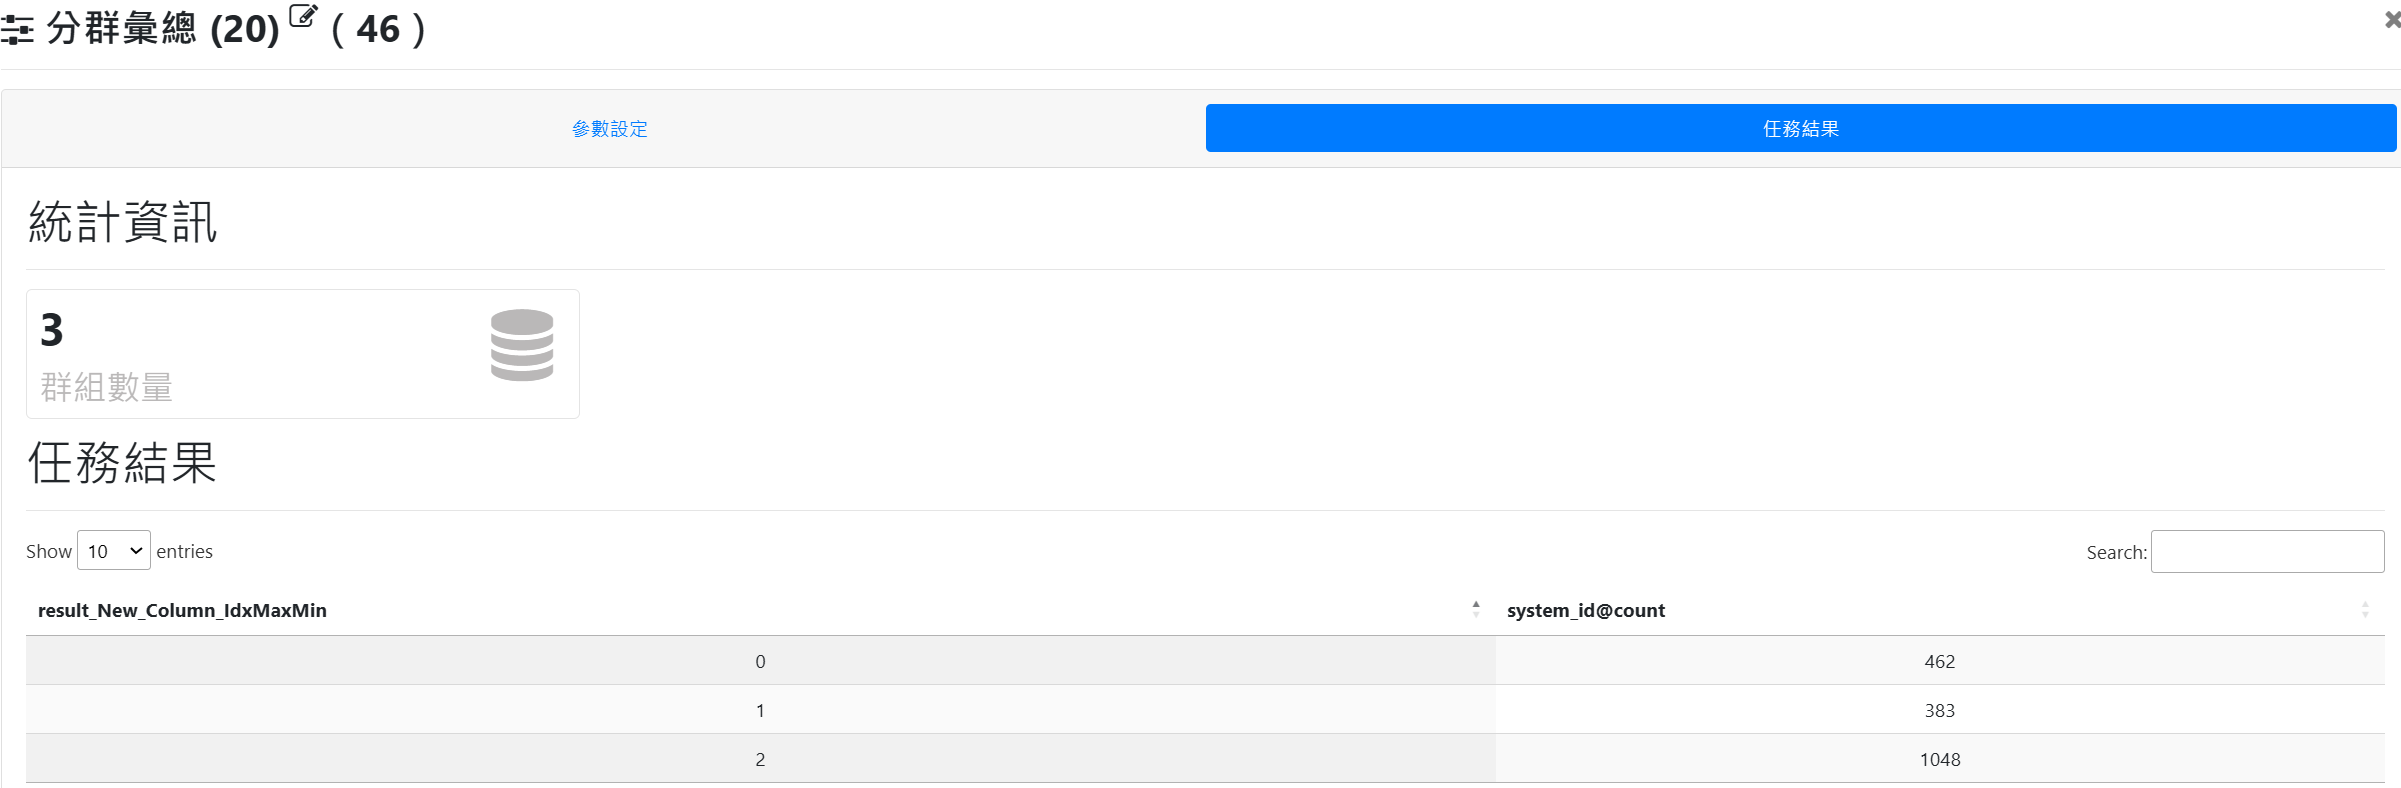 分群彙總 (20) ( 46 )
參數設定 任務結果
統計資訊
3
群組數量
任務結果
Show 10 entries Search:
result_New_Column_IdxMaxMin system_id@count
0 462
1 383
2 1048